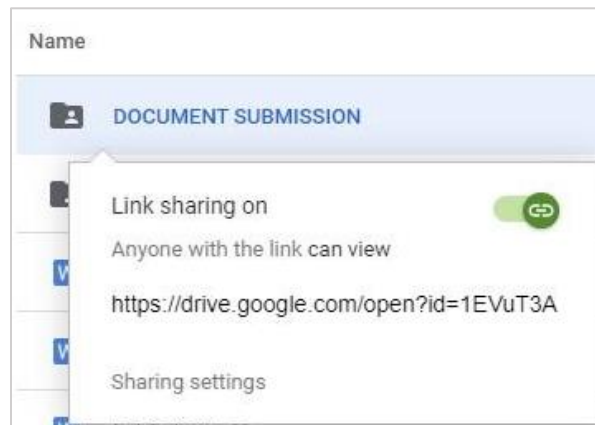 Name
DOCUMENT SUBMISSION
Link sharing on
Anyone with the link can view
https://drive.google.com/open?id=1EVuT3A
Sharing settings